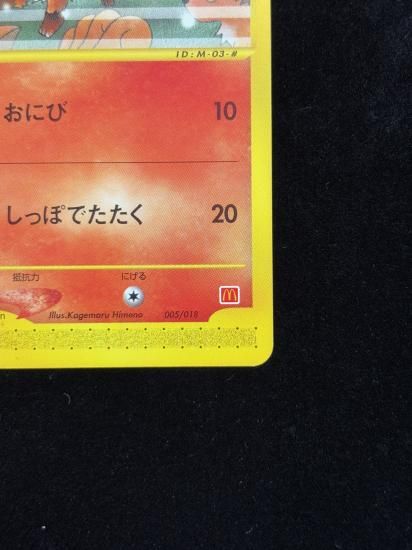 ID:M-03-#
おにび 10
しっぽでたたく 20
抵抗力 にげる
n Illus.Kagemaru Himeno 005/018